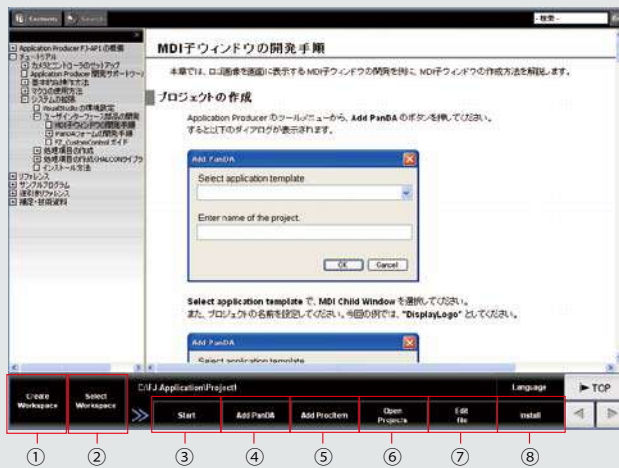 Contents
Search
- 検索 -
Application Producer FJ-AP1 の概要
チュートリアル
カメラとコントローラのセットアップ
Application Producer 開発サポートツール
基本的な操作方法
マクロの使用方法
システムの拡張
VisualStudio の環境設定
ユーザインターフェース部品の開発
MDI子ウィンドウの開発手順
PanDAフォームの開発手順
FZ_CustomControl ガイド
処理項目の作成
処理項目の作成(HALCONライブラ
インストール方法
リファレンス
サンプルプログラム
逆引きリファレンス
補足・技術資料
MDI子ウィンドウの開発手順
本章では、ロゴ画像を画面に表示する MDI子ウィンドウの開発を例に、MDI子ウィンドウの作成方法を解説します。
プロジェクトの作成
Application Producer のツールメニューから、Add PanDA のボタンを押してください。
すると以下のダイアログが表示されます。
Add PanDA
Select application template
Enter name of the project.
OK
Cancel
Select application template で、MDI Child Window を選択してください。
また、プロジェクトの名前を設定してください。今回の例では、"DisplayLogo" としてください。
Add PanDA
Select application template
Create Workspace
Select Workspace
C:\FJ Application\Project1
Language
TOP
Start
Add PanDA
Add ProcItem
Open Projects
Edit file
Install
① ② ③ ④ ⑤ ⑥ ⑦ ⑧